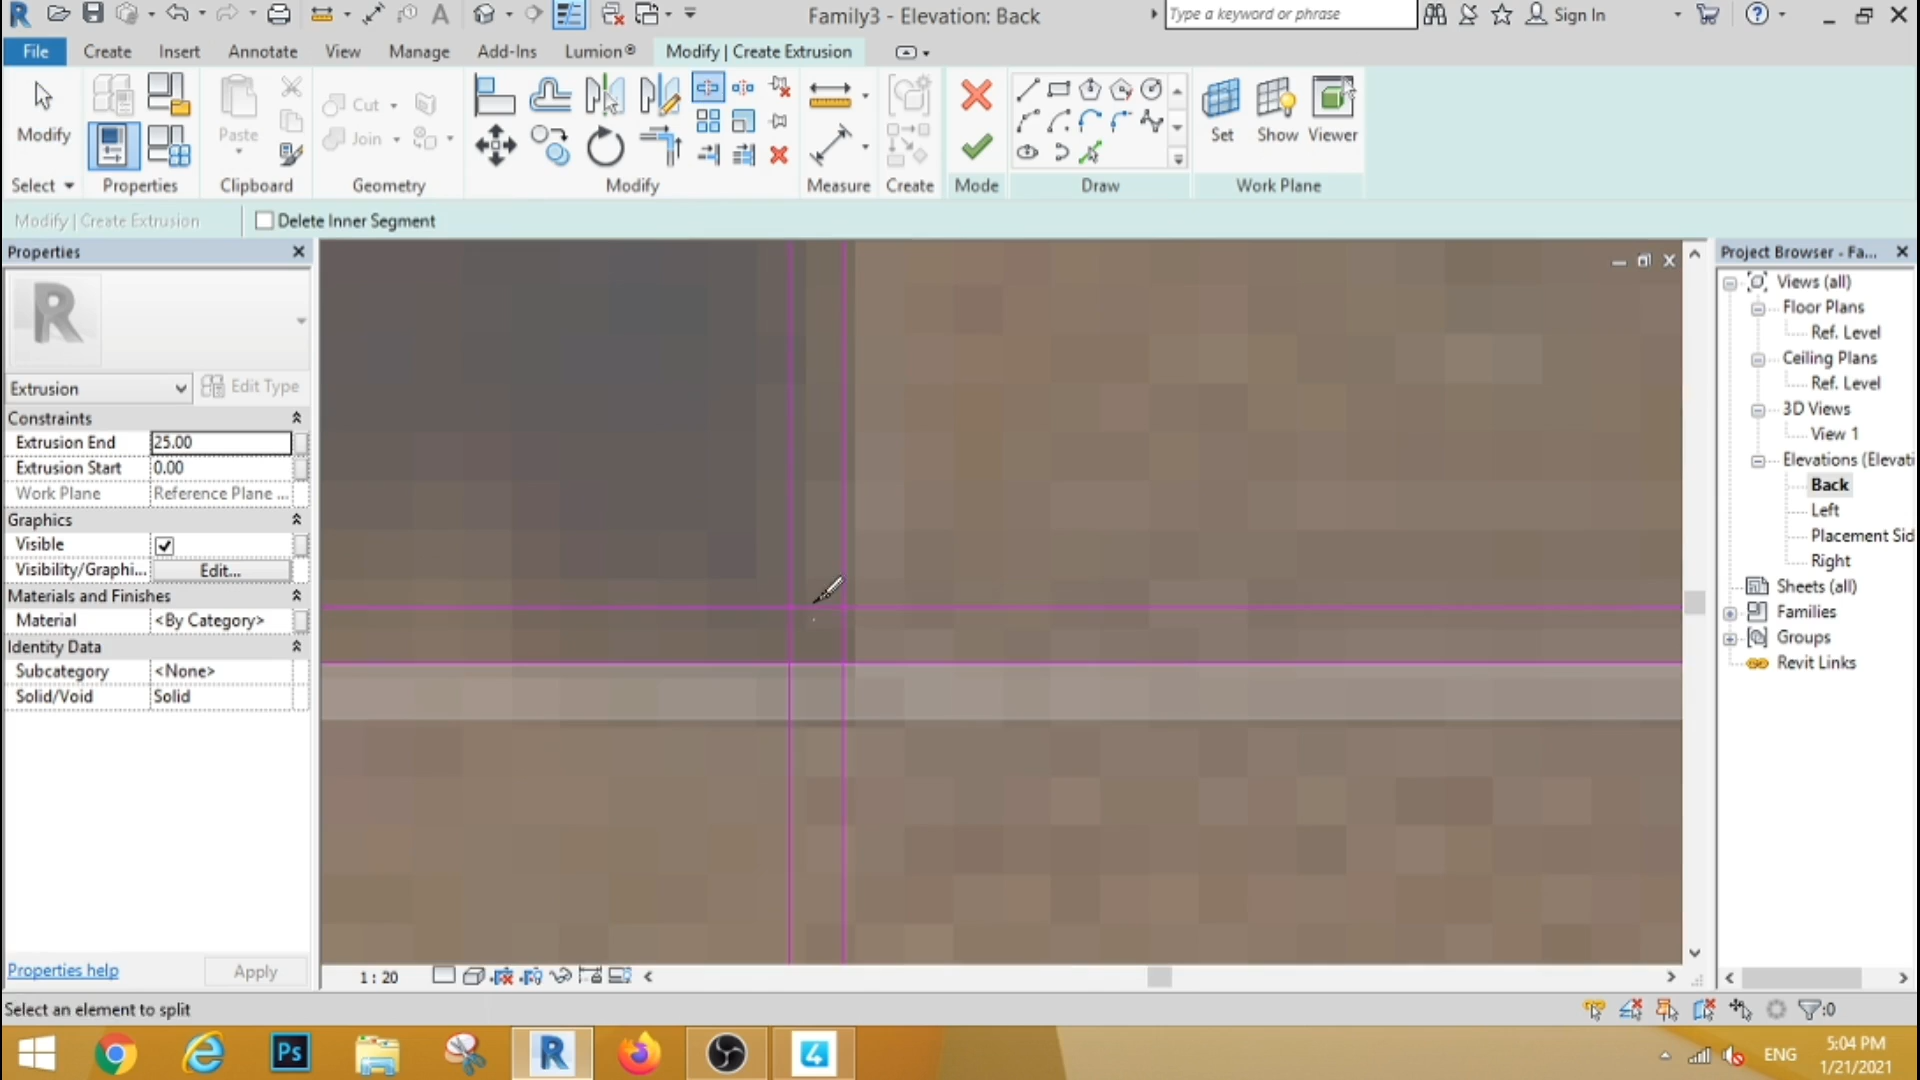 Family3 - Elevation: Back
Type a keyword or phrase
Sign In
File
Create
Insert
Annotate
View
Manage
Add-Ins
Lumion®
Modify | Create Extrusion
Modify
Paste
Cut
Join
Set
Show
Viewer
Select
Properties
Clipboard
Geometry
Modify
Measure
Create
Mode
Draw
Work Plane
Modify | Create Extrusion
Delete Inner Segment
Properties
R
Extrusion
Edit Type
Constraints
Extrusion End 25.00
Extrusion Start 0.00
Work Plane Reference Plane ...
Graphics
Visible
Visibility/Graphi... Edit...
Materials and Finishes
Material <By Category>
Identity Data
Subcategory <None>
Solid/Void Solid
Properties help
Apply
1 : 20
Project Browser - Fa...
Views (all)
Floor Plans
Ref. Level
Ceiling Plans
Ref. Level
3D Views
View 1
Elevations (Elevati
Back
Left
Placement Sid
Right
Sheets (all)
Families
Groups
Revit Links
Select an element to split
:0
Ps
R
4
ENG
5:04 PM
1/21/2021